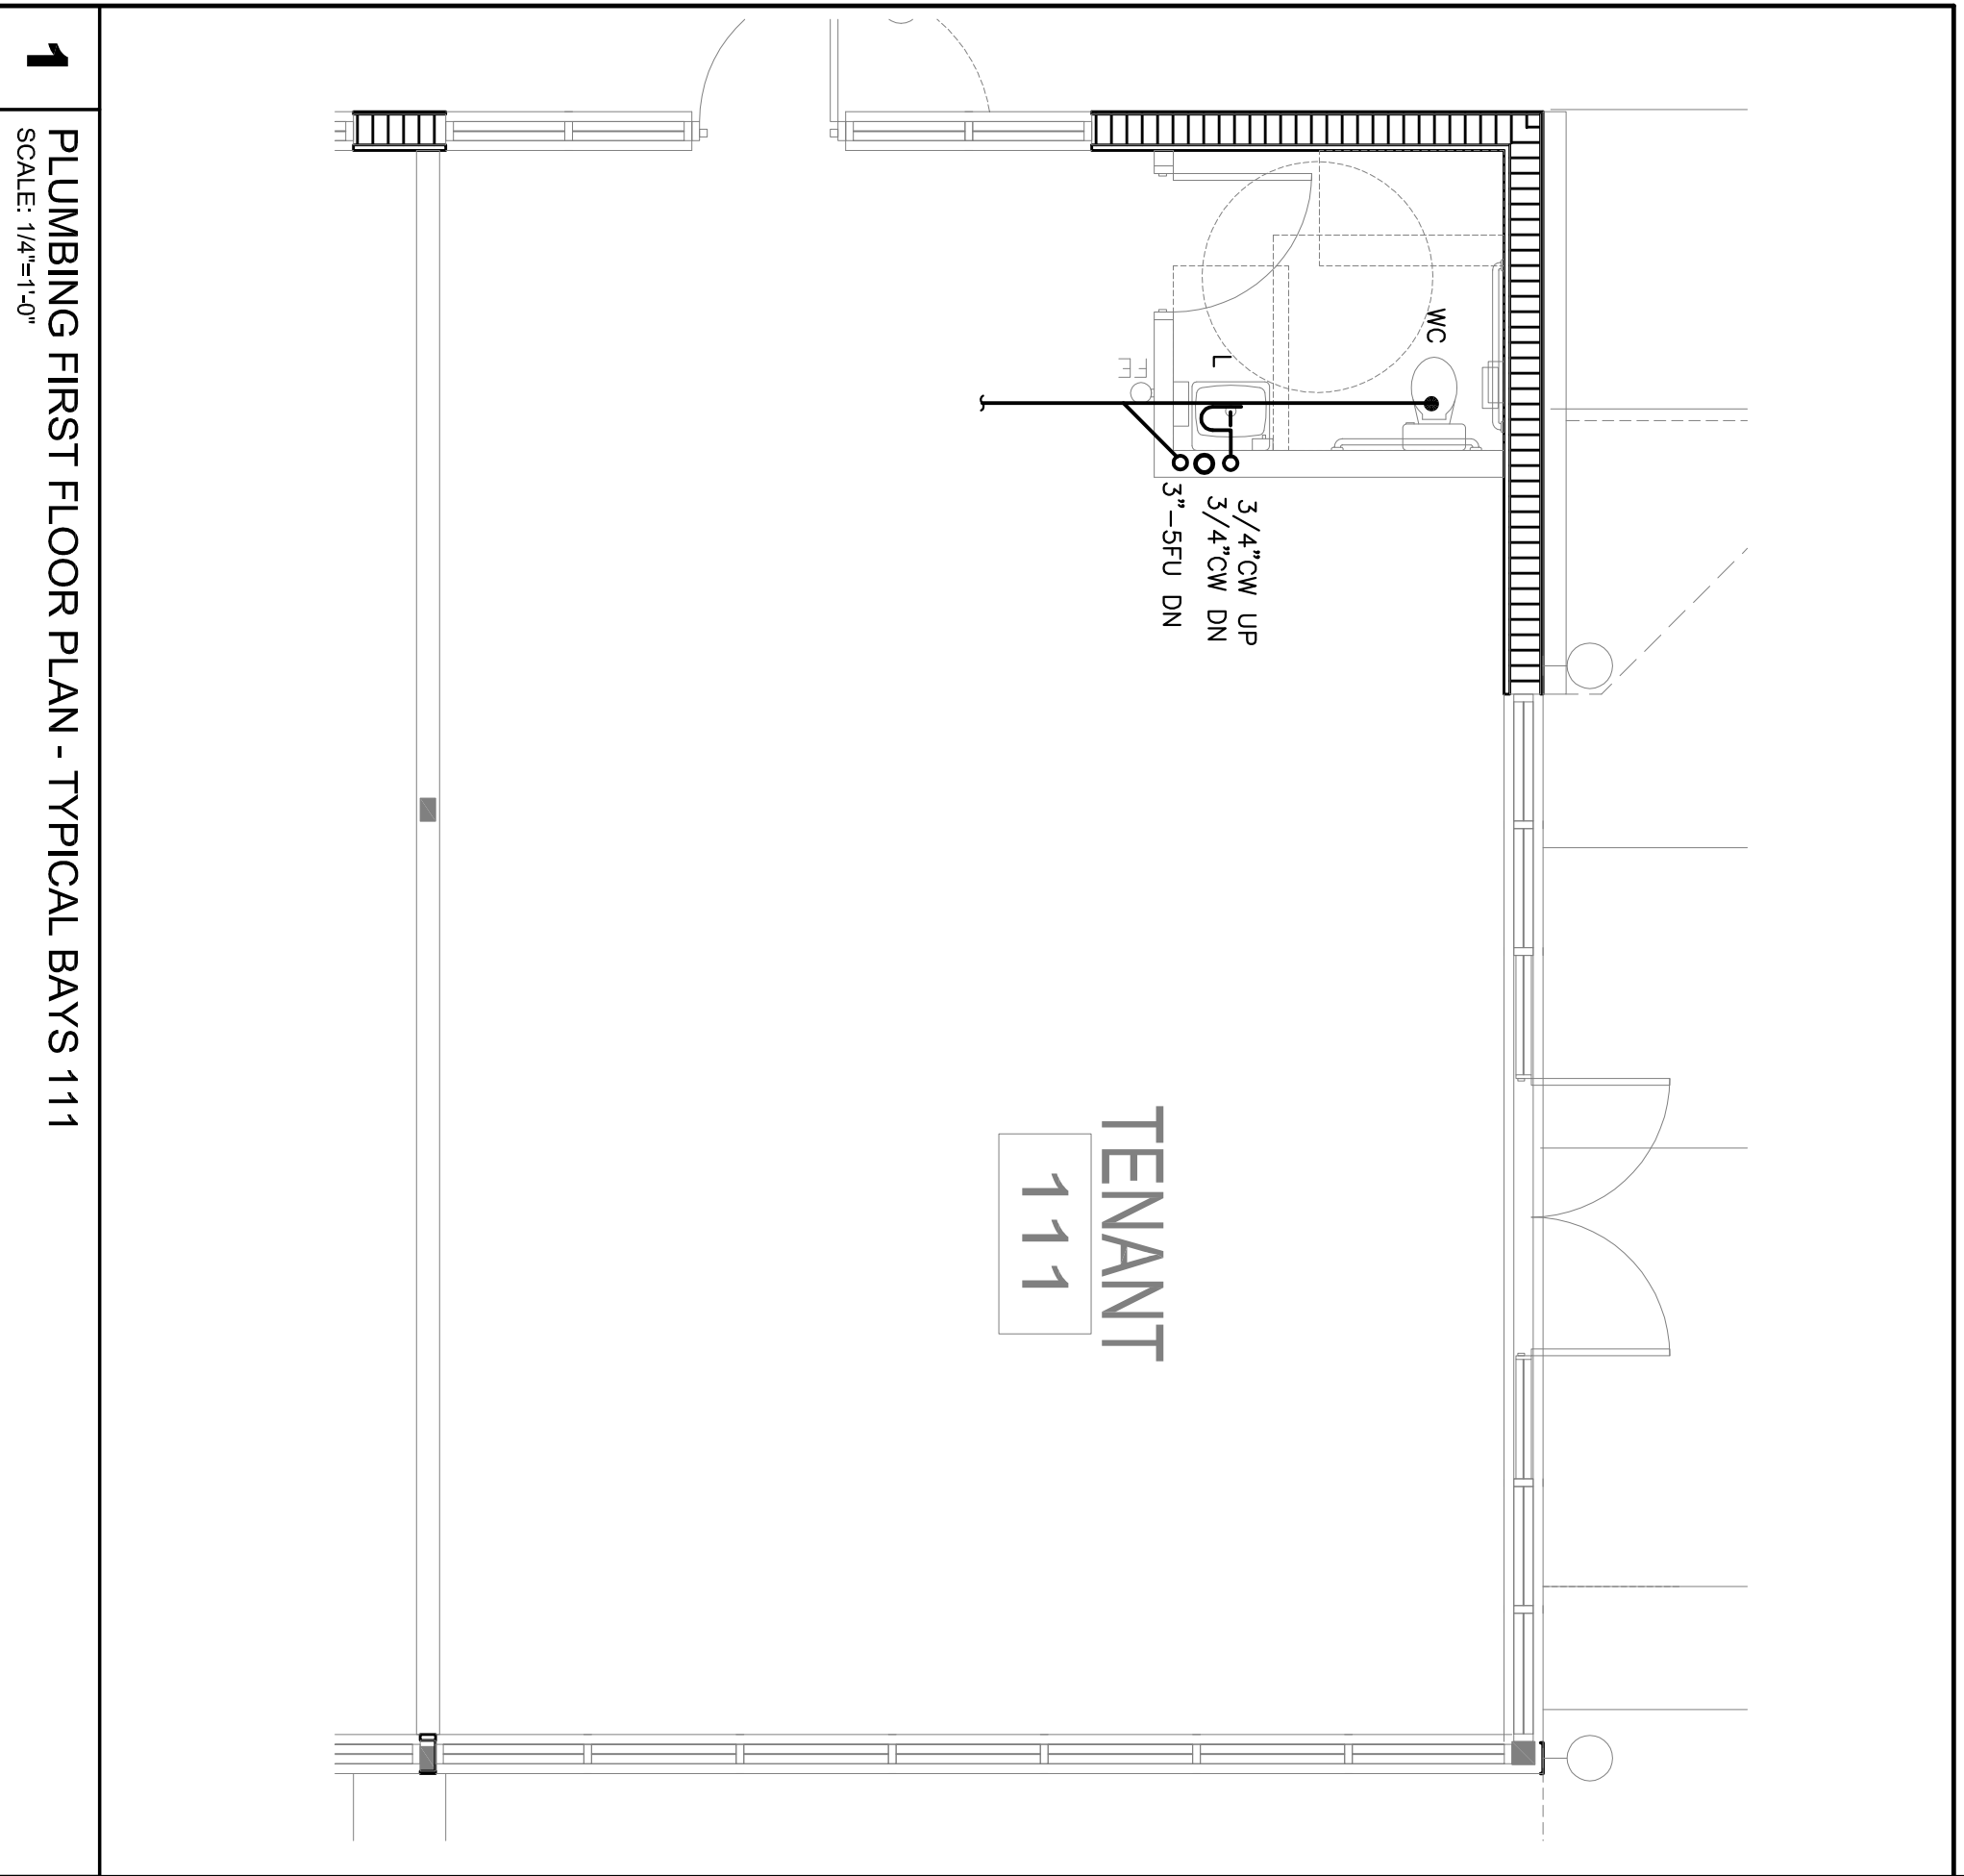 WC
L
3/4"CW UP
3/4"CW DN
3"-5FU DN
TENANT
111
1
PLUMBING FIRST FLOOR PLAN - TYPICAL BAYS 111
SCALE: 1/4"=1'-0"